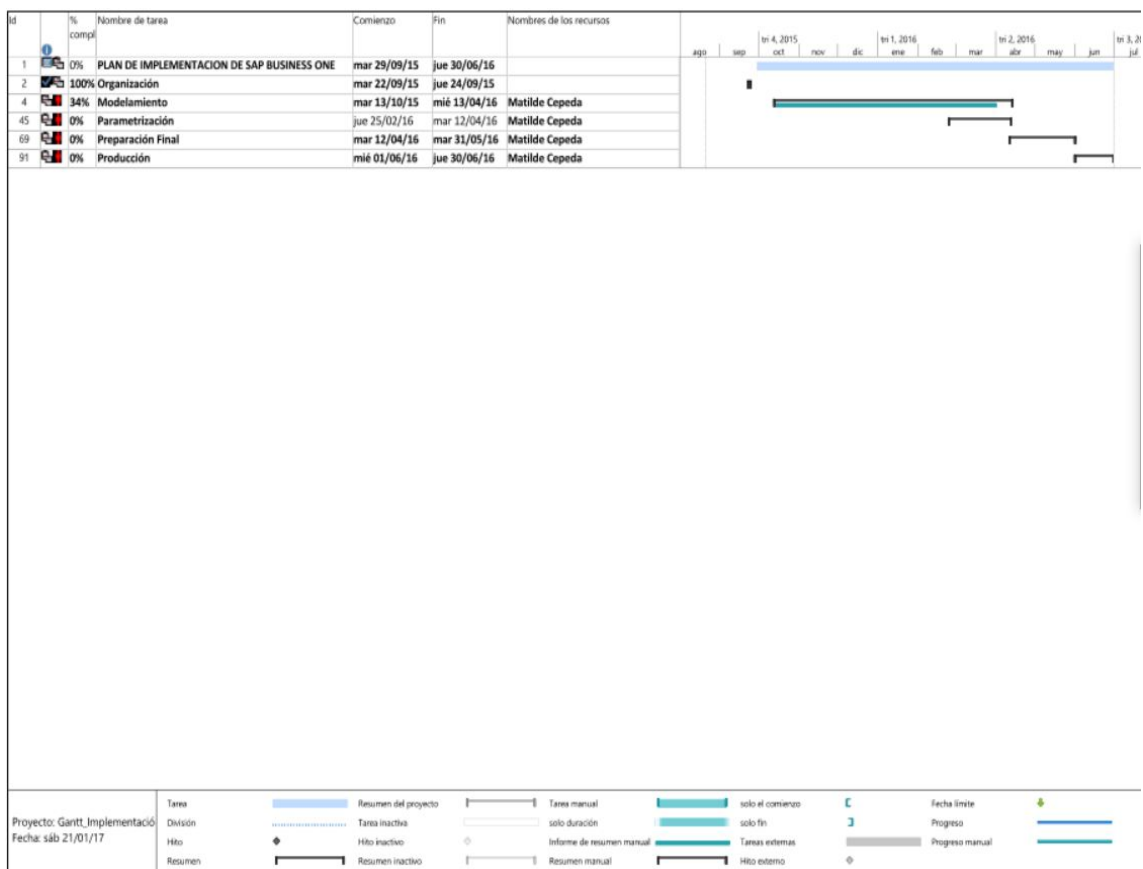 Id % compl Nombre de tarea Comienzo Fin Nombres de los recursos
tri 4, 2015 tri 1, 2016 tri 2, 2016 tri 3, 20
ago sep oct nov dic ene feb mar abr may jun jul
1 0% PLAN DE IMPLEMENTACION DE SAP BUSINESS ONE mar 29/09/15 jue 30/06/16
2 100% Organización mar 22/09/15 jue 24/09/15
4 34% Modelamiento mar 13/10/15 mié 13/04/16 Matilde Cepeda
45 0% Parametrización jue 25/02/16 mar 12/04/16 Matilde Cepeda
69 0% Preparación Final mar 12/04/16 mar 31/05/16 Matilde Cepeda
91 0% Producción mié 01/06/16 jue 30/06/16 Matilde Cepeda
Proyecto: Gantt_Implementació
Fecha: sáb 21/01/17
Tarea Resumen del proyecto Tarea manual solo el comienzo Fecha límite
División Tarea inactiva solo duración solo fin Progreso
Hito Hito inactivo Informe de resumen manual Tareas externas Progreso manual
Resumen Resumen inactivo Resumen manual Hito externo